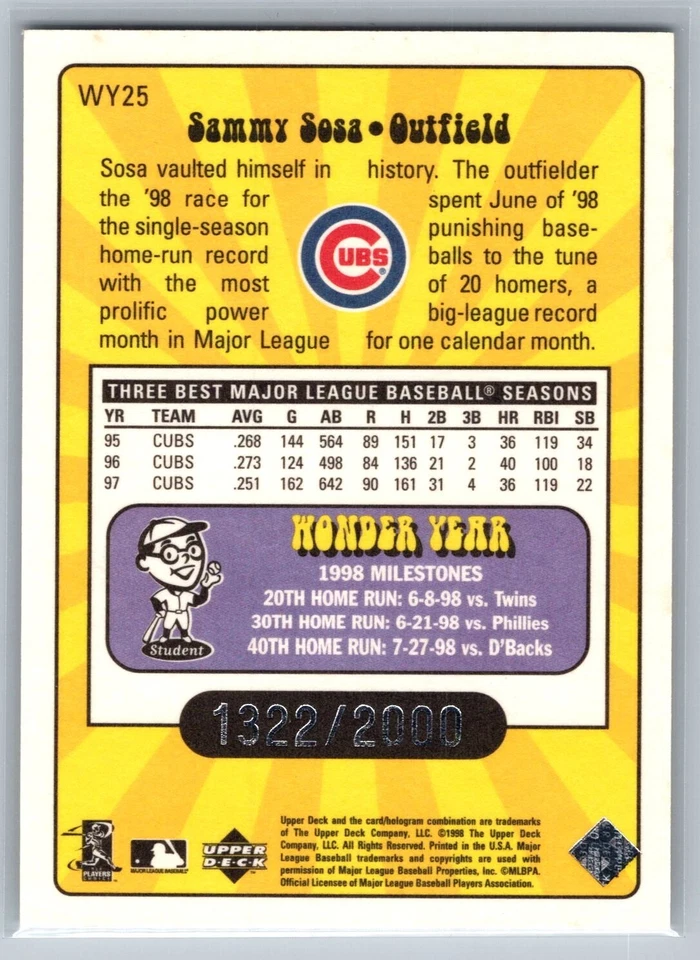 WY25
Sammy Sosa • Outfield
Sosa vaulted himself in
the '98 race for
the single-season
home-run record
with the most
prolific power
month in Major League
history. The outfielder
spent June of '98
punishing base-
balls to the tune
of 20 homers, a
big-league record
for one calendar month.
CUBS®
THREE BEST MAJOR LEAGUE BASEBALL® SEASONS
YR TEAM AVG G AB R H 2B 3B HR RBI SB
95 CUBS .268 144 564 89 151 17 3 36 119 34
96 CUBS .273 124 498 84 136 21 2 40 100 18
97 CUBS .251 162 642 90 161 31 4 36 119 22
WONDER YEAR
1998 MILESTONES
20TH HOME RUN: 6-8-98 vs. Twins
30TH HOME RUN: 6-21-98 vs. Phillies
40TH HOME RUN: 7-27-98 vs. D'Backs
Student
1322/2000
PLAYERS
CHOICE
MAJOR LEAGUE BASEBALL®
UPPER
DECK
Upper Deck and the card/hologram combination are trademarks
of The Upper Deck Company, LLC. ©1998 The Upper Deck
Company, LLC. All Rights Reserved. Printed in the U.S.A. Major
League Baseball trademarks and copyrights are used with
permission of Major League Baseball Properties, Inc. ©MLBPA.
Official Licensee of Major League Baseball Players Association.